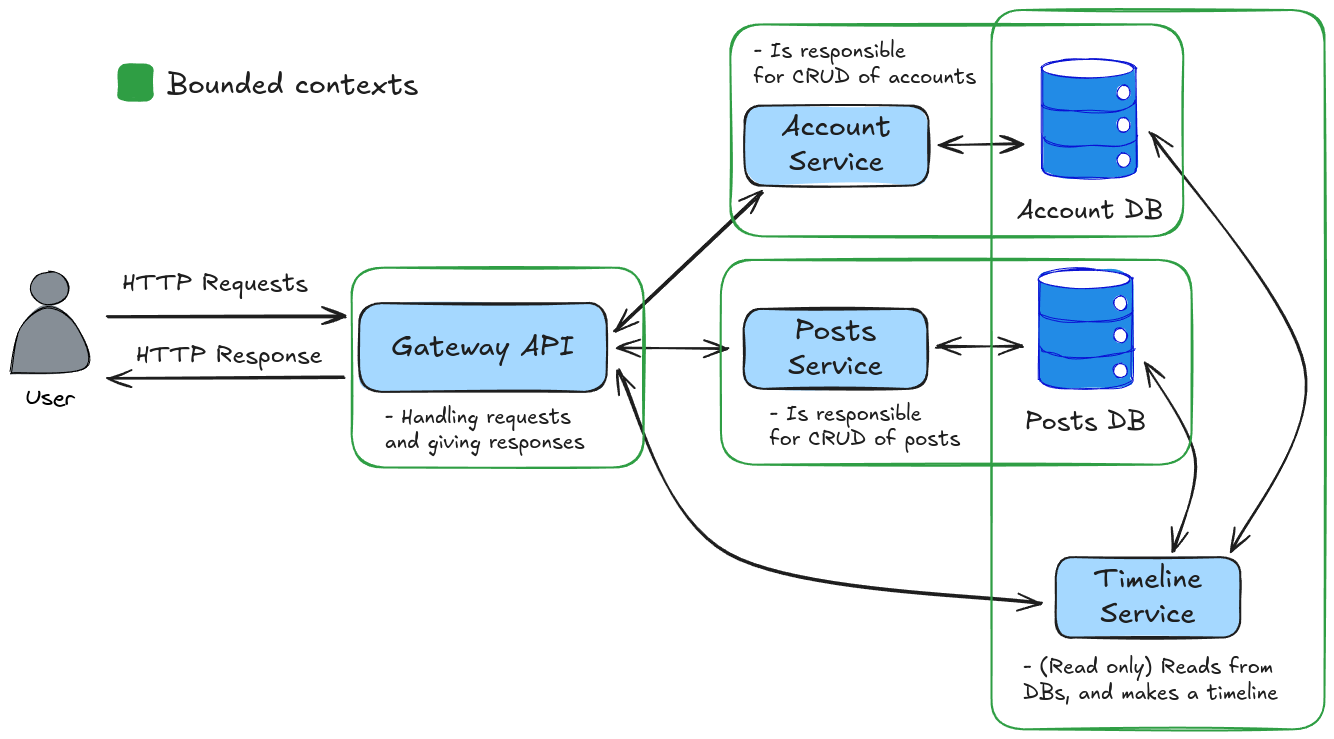 Bounded contexts
- Is responsible
for CRUD of accounts
Account
Service
Account DB
HTTP Requests
HTTP Response
User
Gateway API
- Handling requests
and giving responses
Posts
Service
- Is responsible
for CRUD of posts
Posts DB
Timeline
Service
- (Read only) Reads from
DBs, and makes a timeline